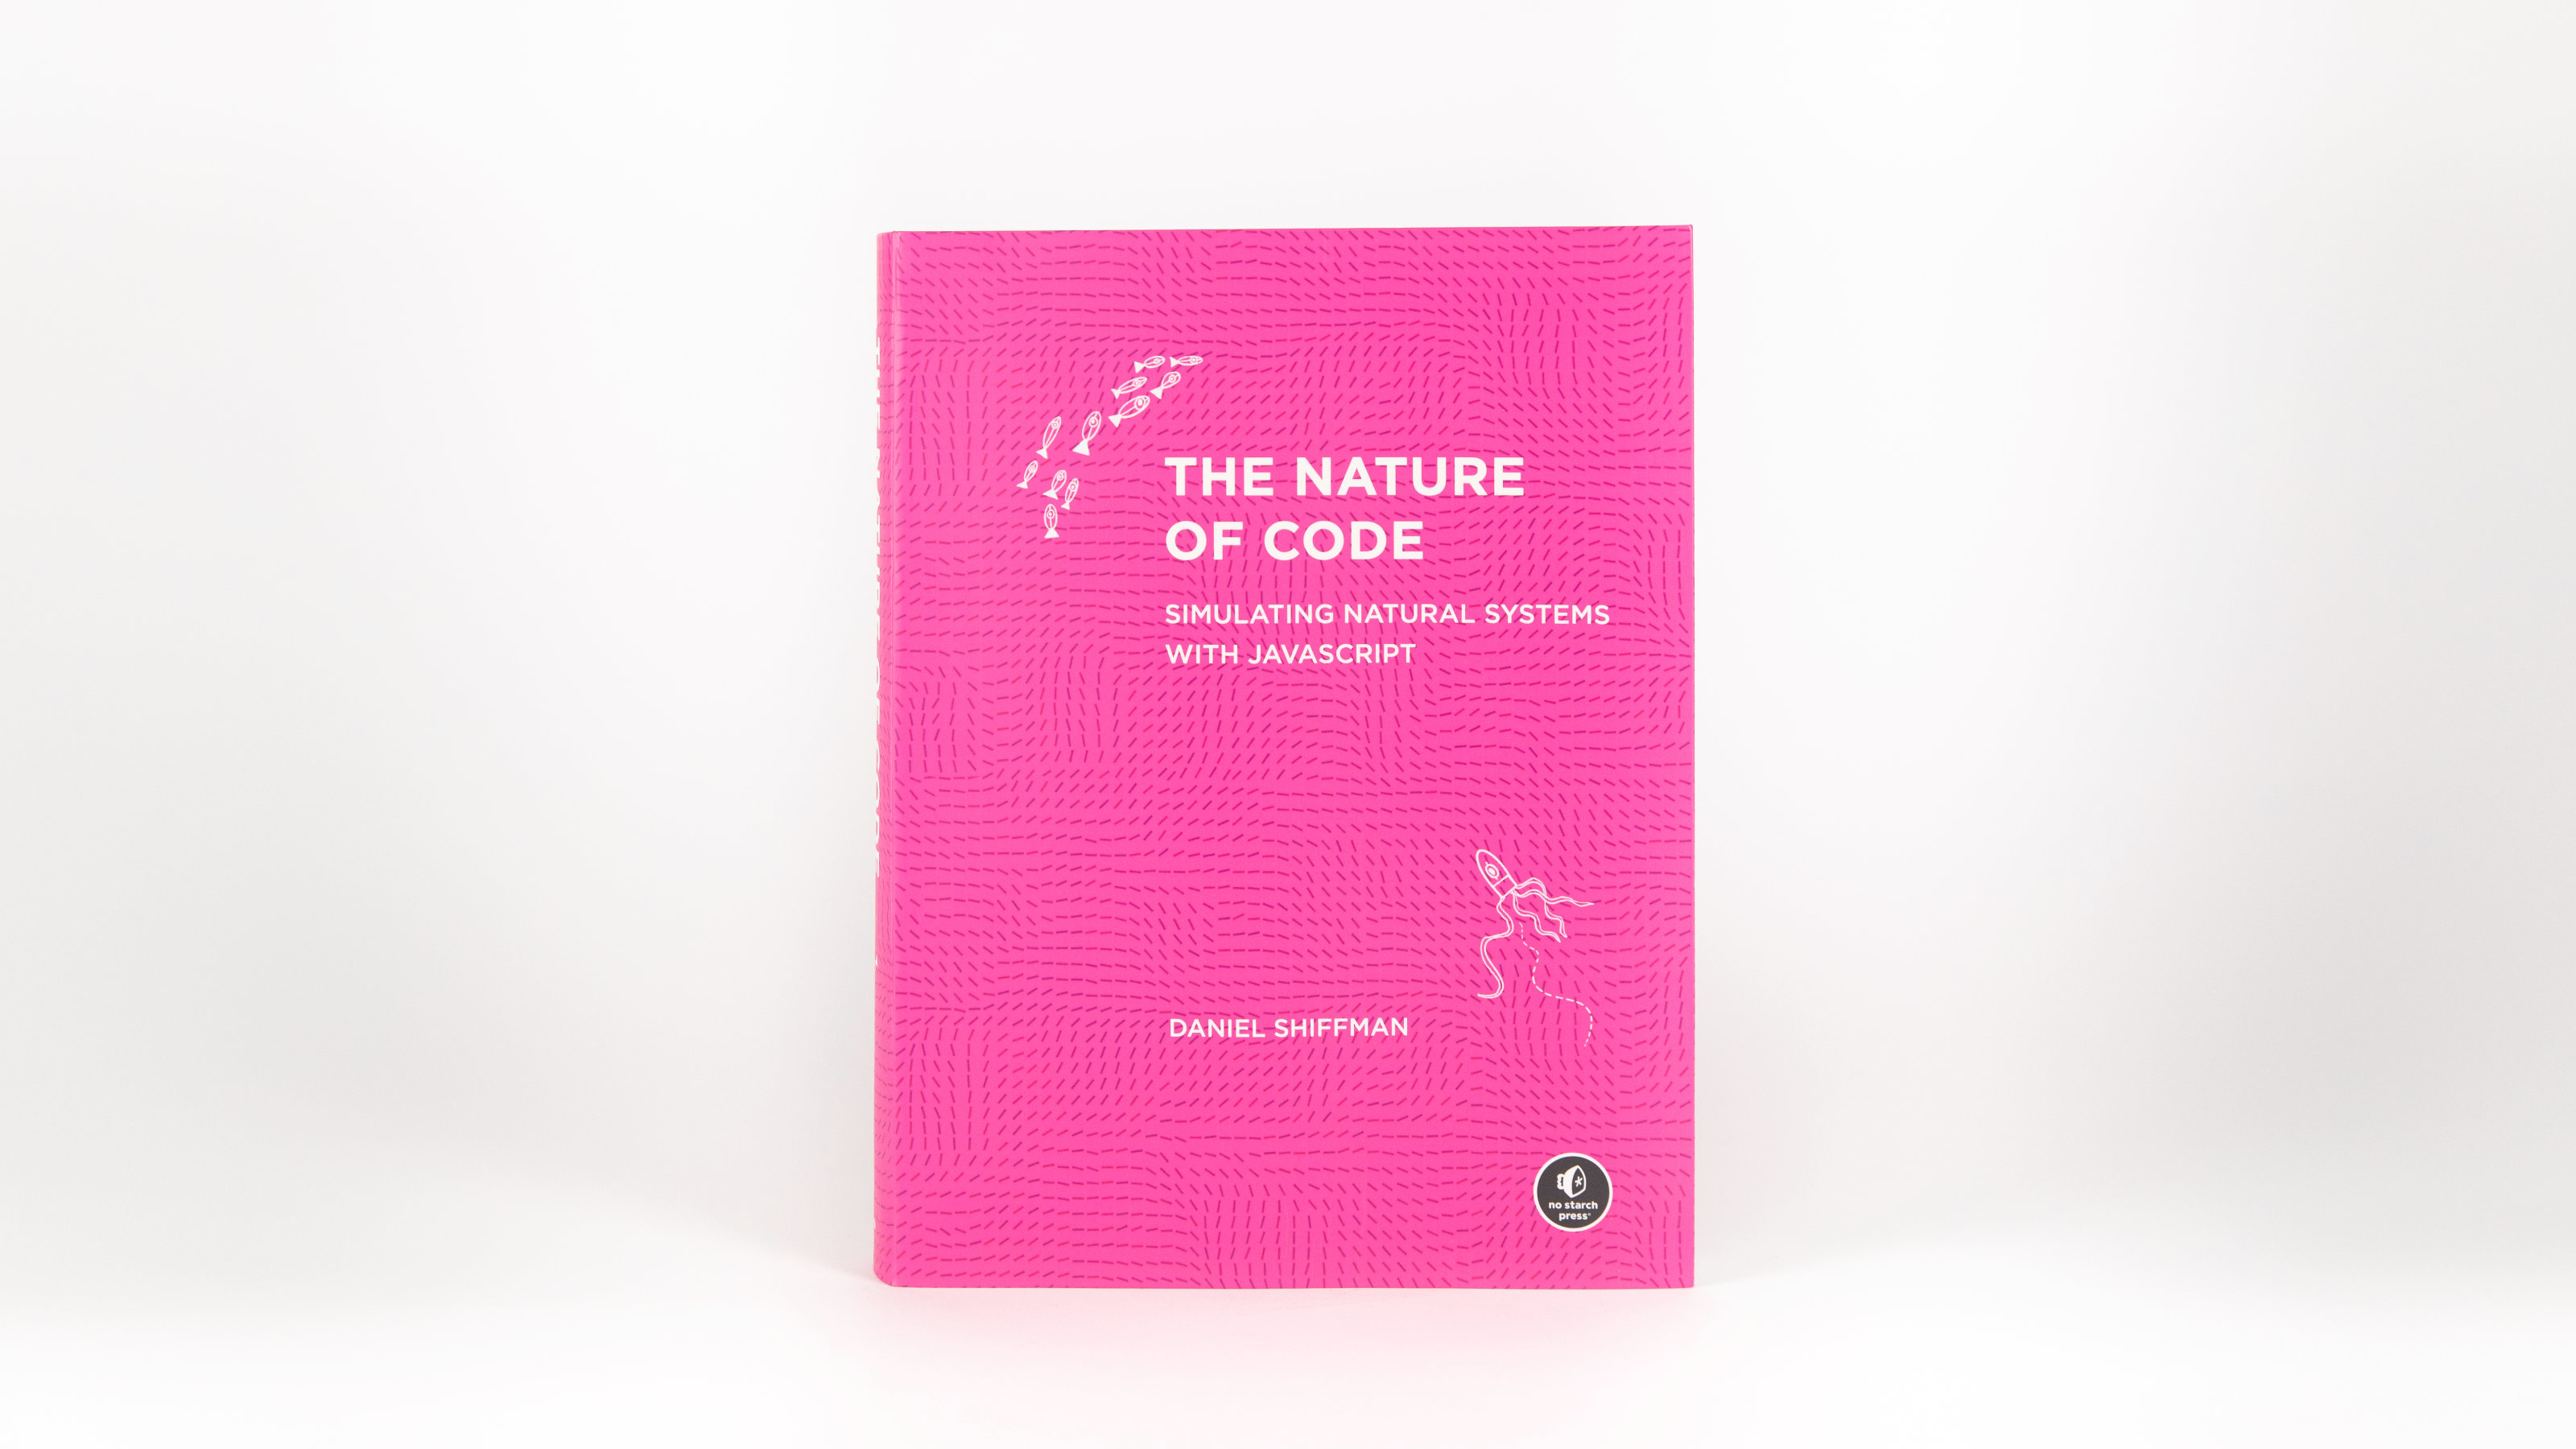 THE NATURE
OF CODE
SIMULATING NATURAL SYSTEMS
WITH JAVASCRIPT
DANIEL SHIFFMAN
no starch
press®